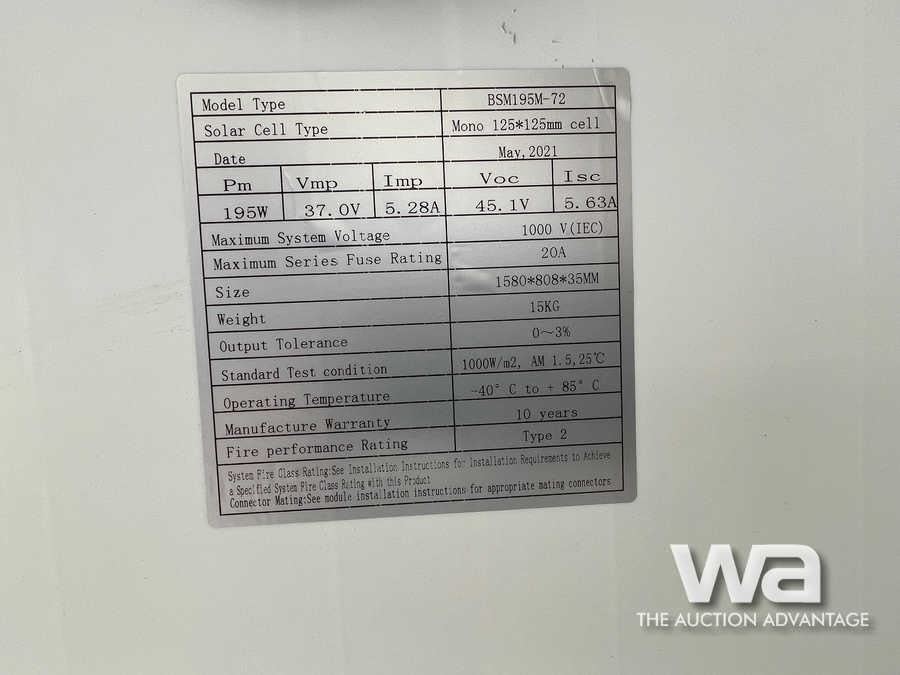 Model Type BSM195M-72
Solar Cell Type Mono 125*125mm cell
Date May,2021
Pm Vmp Imp Voc Isc
195W 37.0V 5.28A 45.1V 5.63A
Maximum System Voltage 1000 V(IEC)
Maximum Series Fuse Rating 20A
Size 1580*808*35MM
Weight 15KG
Output Tolerance 0~3%
Standard Test condition 1000W/m2, AM 1.5,25℃
Operating Temperature -40° C to + 85° C
Manufacture Warranty 10 years
Fire performance Rating Type 2
System Fire Class Rating:See Installation Instructions for Installation Requirements to Achieve
a Specified System Fire Class Rating with this Product
Connector Mating:See module installation instructions for appropriate mating connectors
wa
THE AUCTION ADVANTAGE